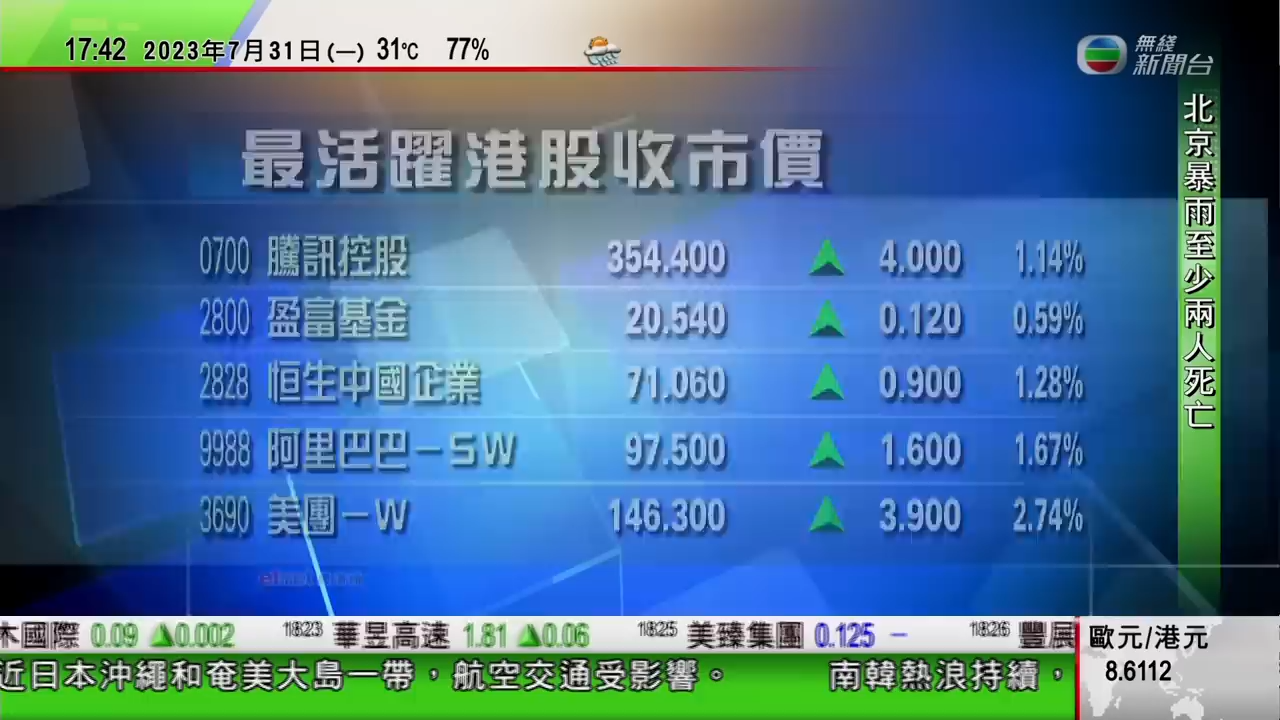 17:42 2023年7月31日(一) 31℃ 77%
無綫
新聞台
最活躍港股收市價
0700 騰訊控股 354.400 ▲ 4.000 1.14%
2800 盈富基金 20.540 ▲ 0.120 0.59%
2828 恒生中國企業 71.060 ▲ 0.900 1.28%
9988 阿里巴巴－SW 97.500 ▲ 1.600 1.67%
3690 美團－W 146.300 ▲ 3.900 2.74%
北京暴雨至少兩人死亡
木國際 0.09 ▲0.002 1823 華昱高速 1.81 ▲0.06 1825 美臻集團 0.125 － 1826 豐展
歐元/港元
8.6112
近日本沖繩和奄美大島一帶，航空交通受影響。 南韓熱浪持續，